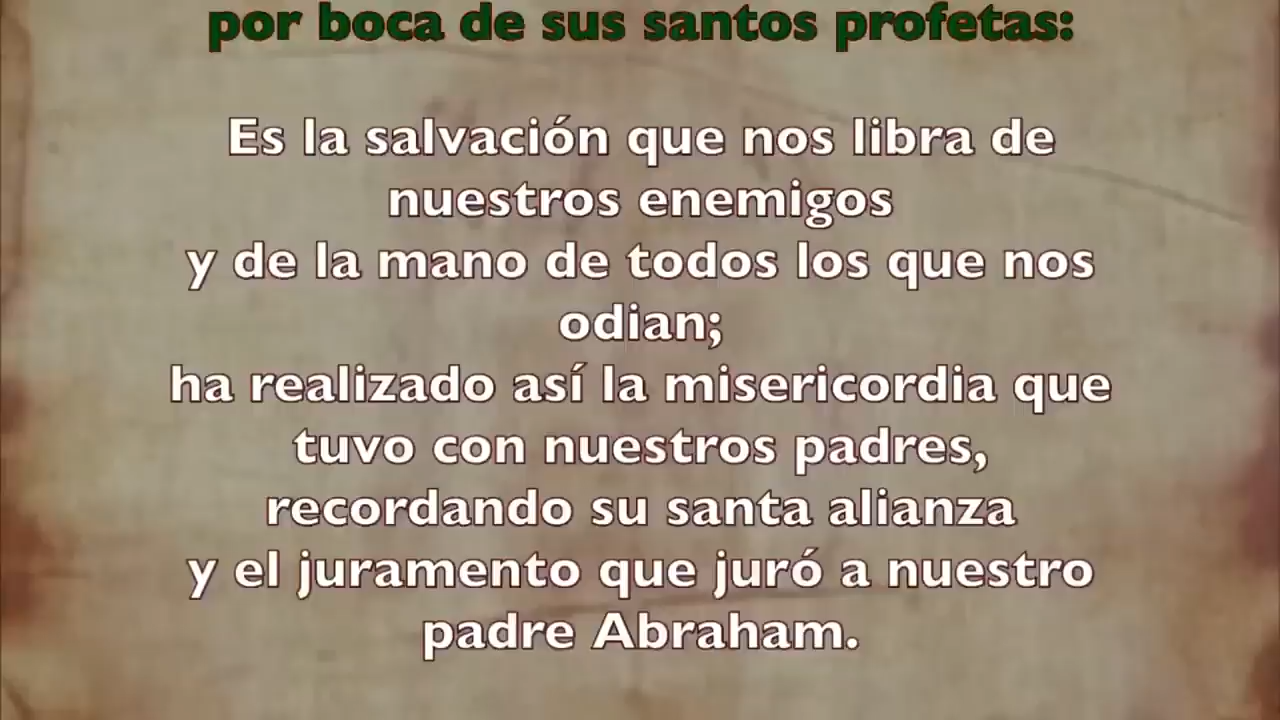 por boca de sus santos profetas:
Es la salvación que nos libra de
nuestros enemigos
y de la mano de todos los que nos
odian;
ha realizado así la misericordia que
tuvo con nuestros padres,
recordando su santa alianza
y el juramento que juró a nuestro
padre Abraham.